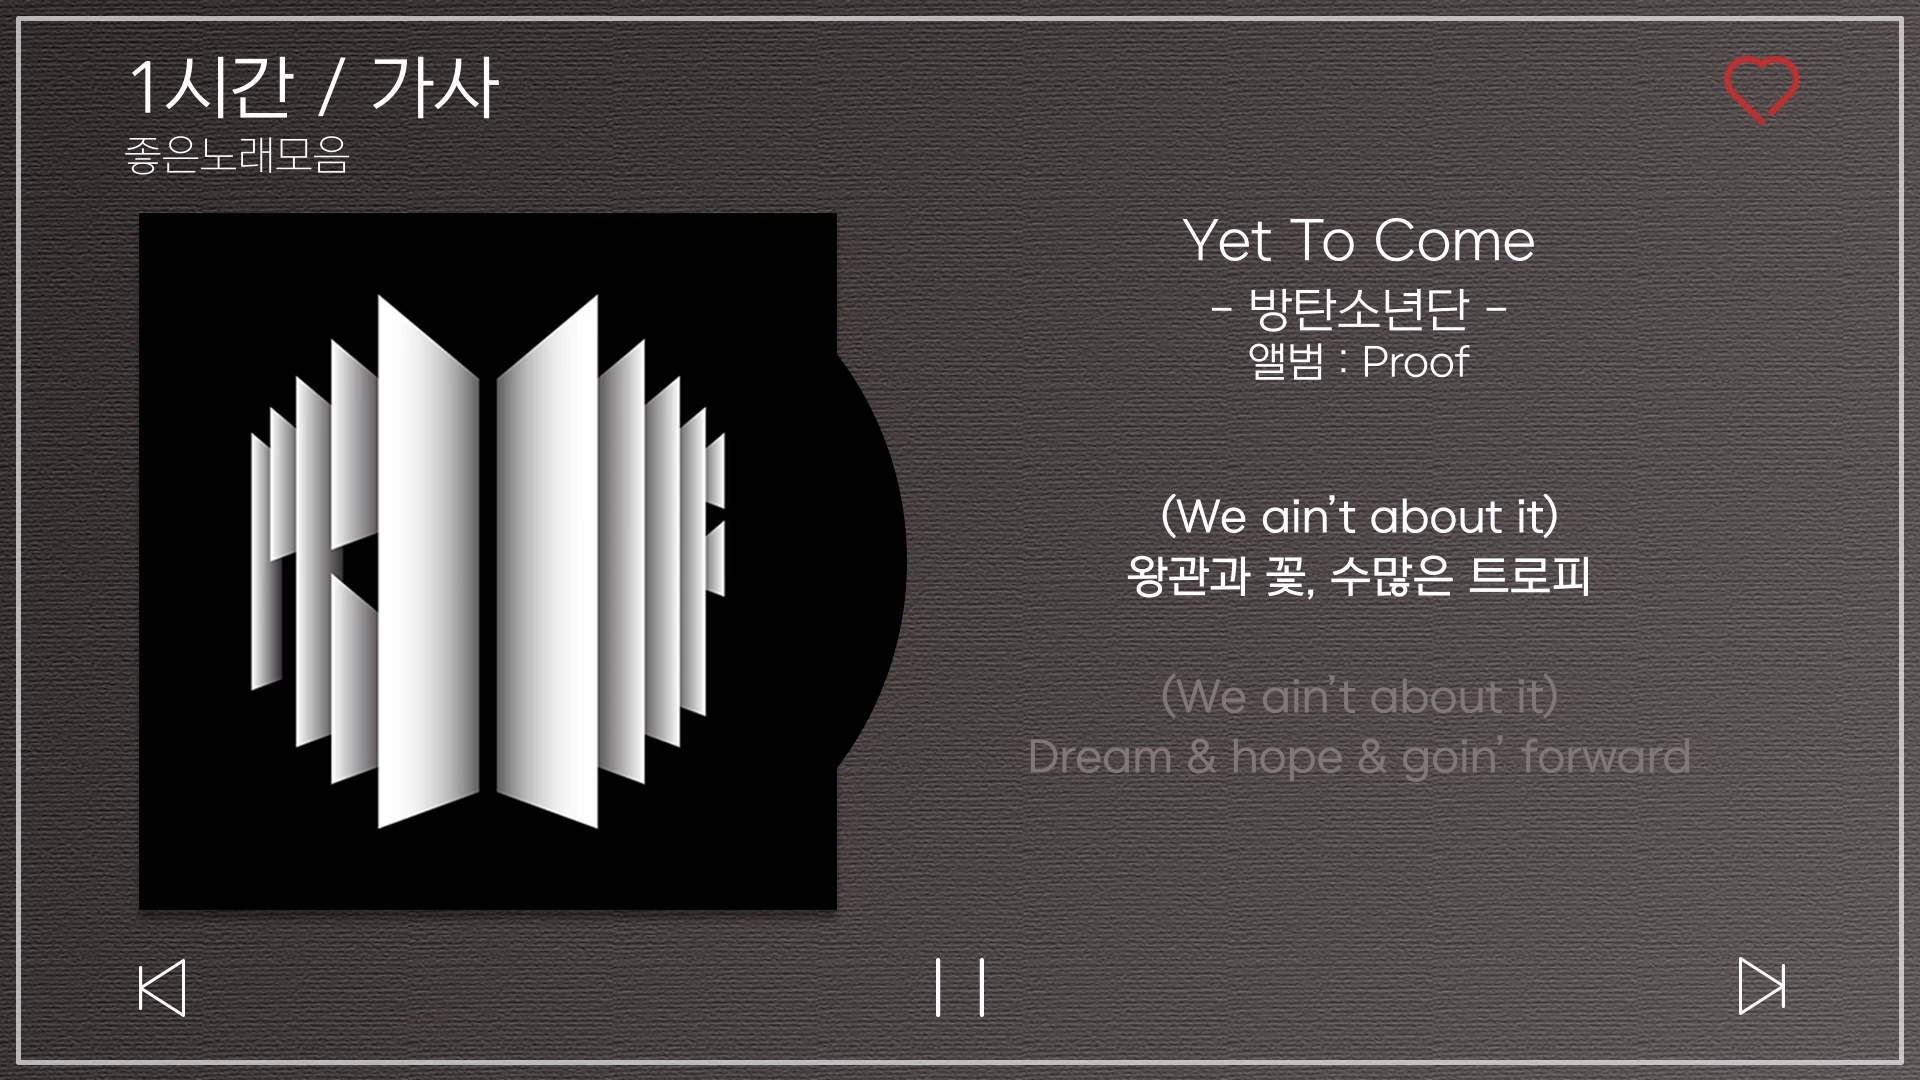 1시간 / 가사
좋은노래모음
Yet To Come
- 방탄소년단 -
앨범 : Proof
(We ain't about it)
왕관과 꽃, 수많은 트로피
(We ain't about it)
Dream & hope & goin' forward